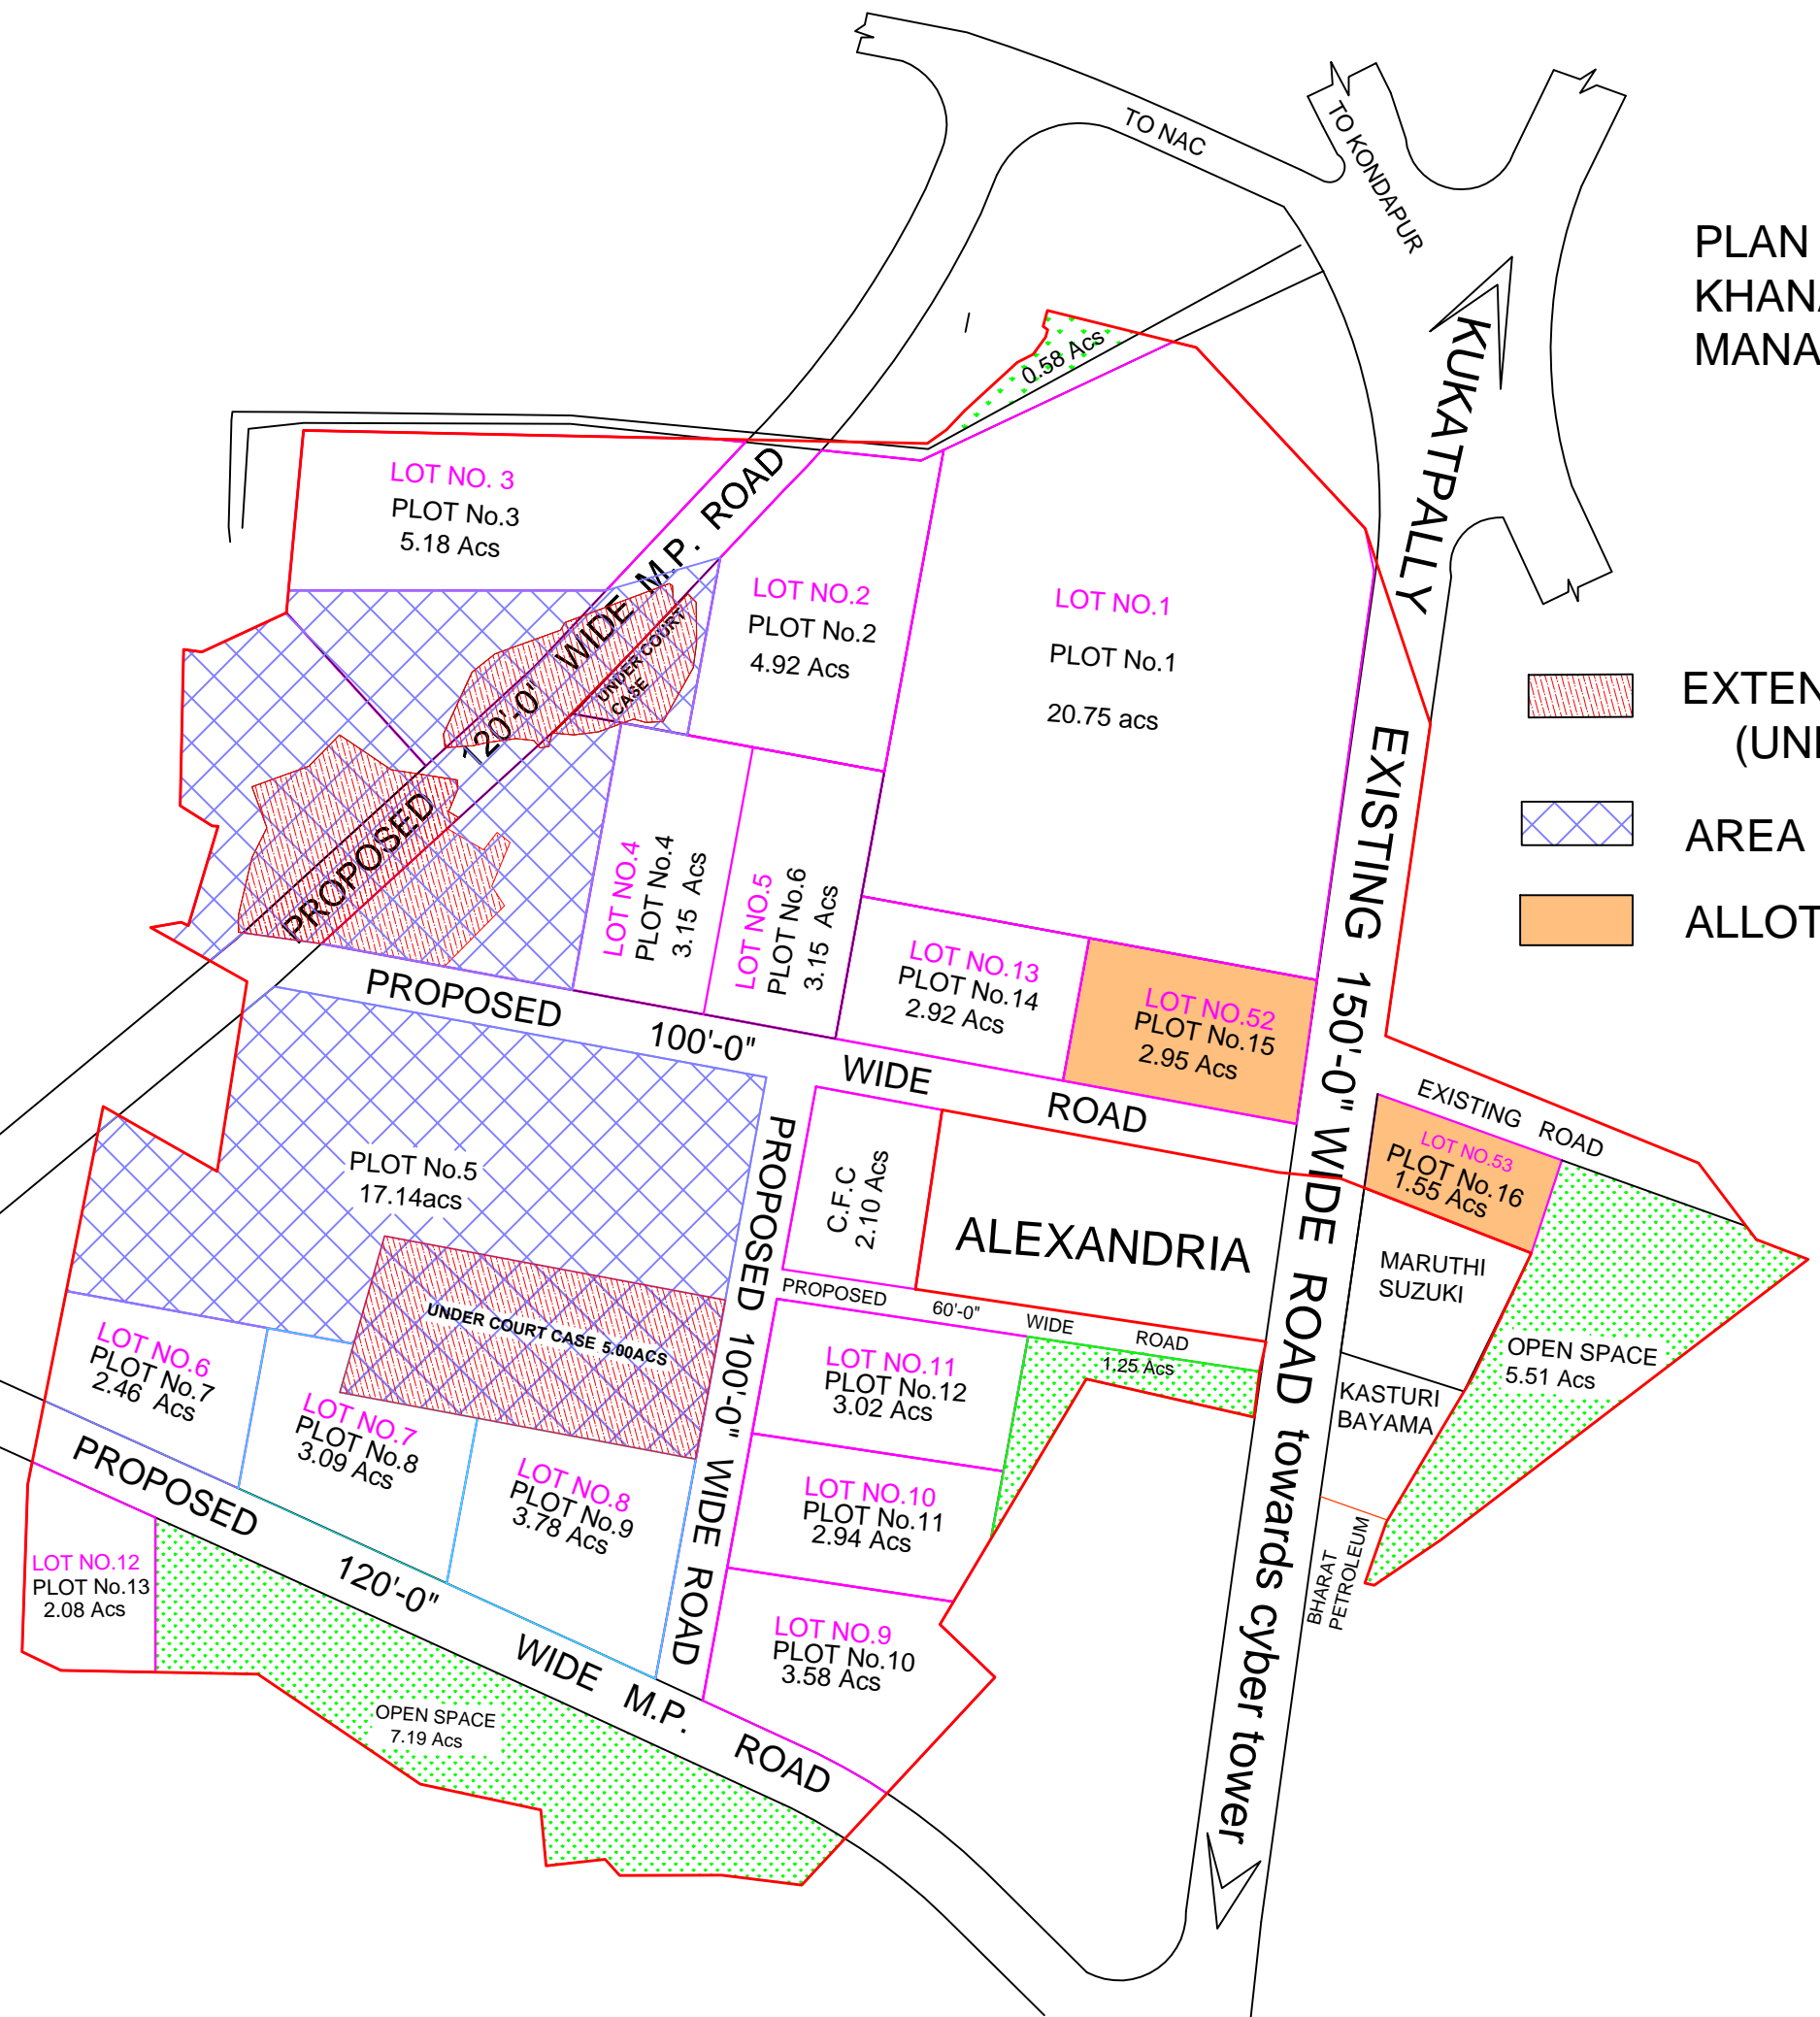 TO NAC
TO KONDAPUR
PLAN
KHANA
MANA
KUKATPALLY
0.58 Acs
LOT NO. 3
PLOT No.3
5.18 Acs
PROPOSED 120'-0" WIDE M.P. ROAD
UNDER COURT
CASE
LOT NO.2
PLOT No.2
4.92 Acs
LOT NO.1
PLOT No.1
20.75 acs
EXTEN
(UN
AREA
ALLOT
EXISTING 150'-0" WIDE ROAD towards cyber tower
LOT NO.4
PLOT No.4
3.15 Acs
LOT NO.5
PLOT No.6
3.15 Acs
LOT NO.13
PLOT No.14
2.92 Acs
LOT NO.52
PLOT No.15
2.95 Acs
PROPOSED 100'-0" WIDE ROAD
EXISTING ROAD
LOT NO.53
PLOT No.16
1.55 Acs
PLOT No.5
17.14acs
PROPOSED 100'-0" WIDE ROAD
C.F.C
2.10 Acs
ALEXANDRIA
MARUTHI
SUZUKI
PROPOSED 60'-0" WIDE ROAD
UNDER COURT CASE 5.00ACS
1.25 Acs
OPEN SPACE
5.51 Acs
KASTURI
BAYAMA
LOT NO.6
PLOT No.7
2.46 Acs
LOT NO.7
PLOT No.8
3.09 Acs
LOT NO.8
PLOT No.9
3.78 Acs
LOT NO.11
PLOT No.12
3.02 Acs
LOT NO.10
PLOT No.11
2.94 Acs
LOT NO.9
PLOT No.10
3.58 Acs
BHARAT
PETROLEUM
LOT NO.12
PLOT No.13
2.08 Acs
PROPOSED 120'-0" WIDE M.P. ROAD
OPEN SPACE
7.19 Acs